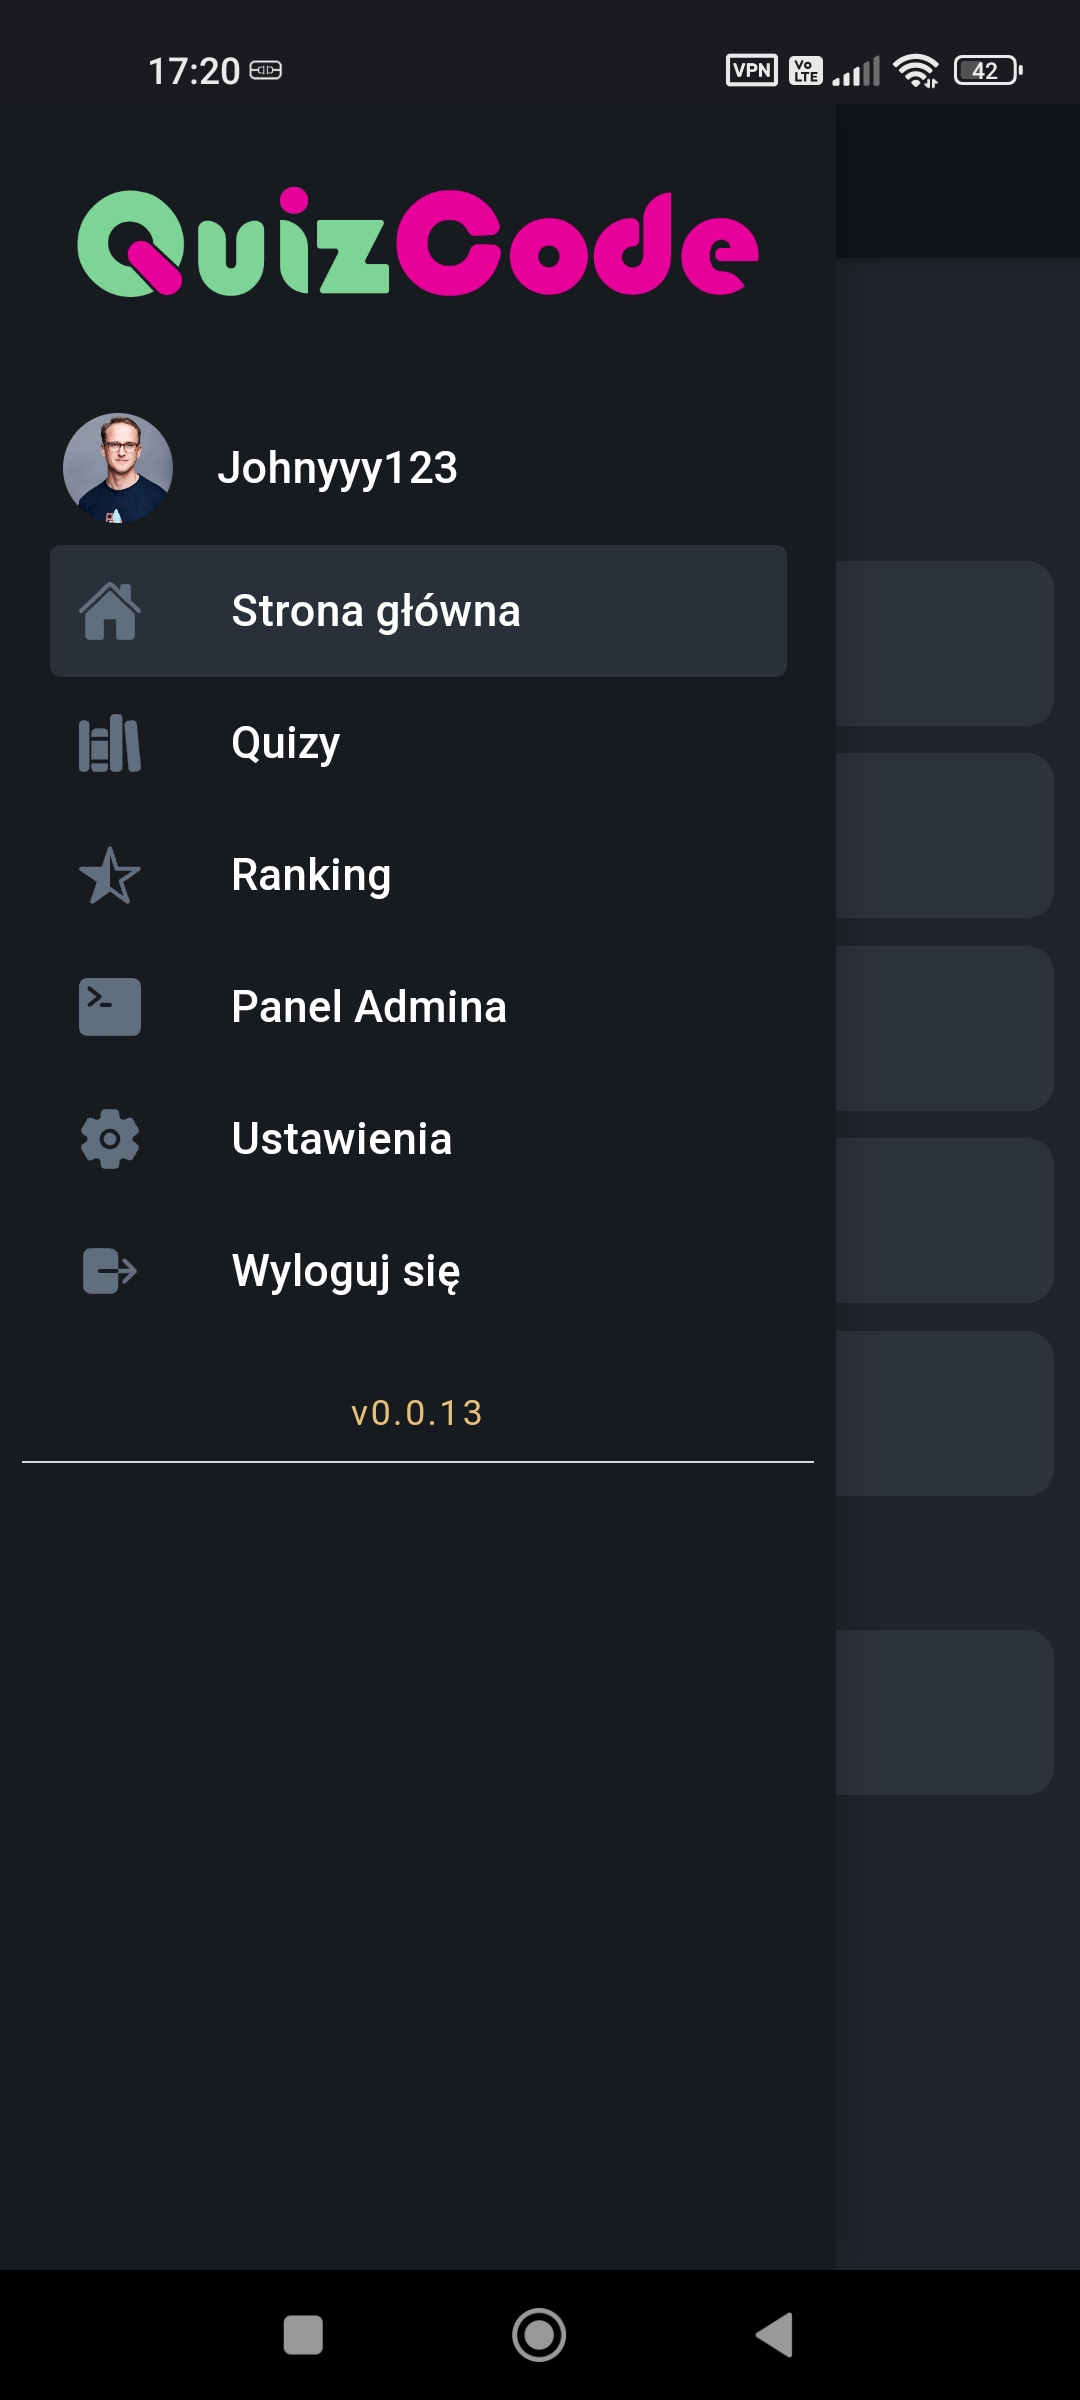 17:20 VPN Vo LTE 42
QuizCode
Johnyyy123
Strona główna
Quizy
Ranking
Panel Admina
Ustawienia
Wyloguj się
v0.0.13